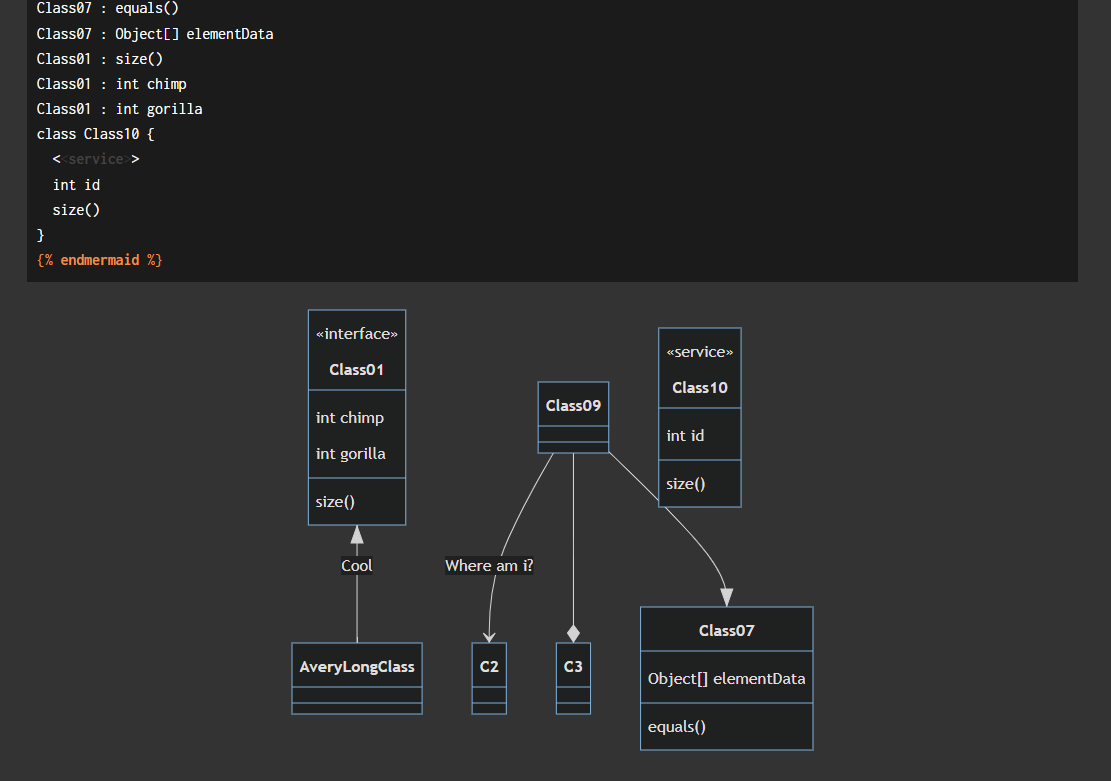 Class07 : equals()
Class07 : Object[] elementData
Class01 : size()
Class01 : int chimp
Class01 : int gorilla
class Class10 {
<<service>>
int id
size()
}
{% endmermaid %}
«interface»
Class01
int chimp
int gorilla
size()
Class09
«service»
Class10
int id
size()
Cool
Where am i?
AveryLongClass
C2
C3
Class07
Object[] elementData
equals()